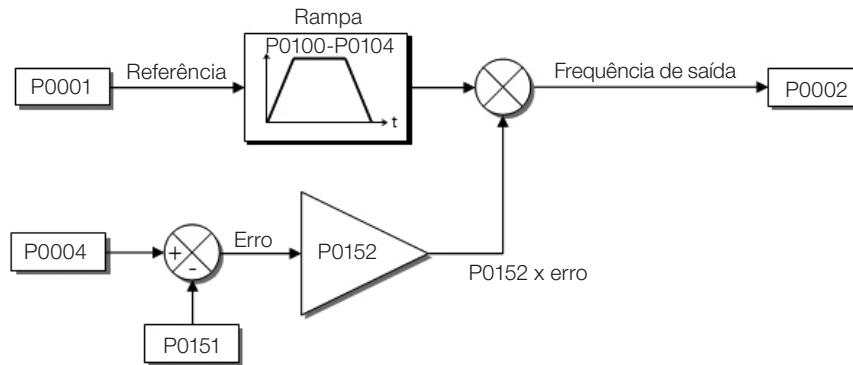 Rampa
P0100-P0104
P0001
Referência
t
Frequência de saída
P0002
P0004
+
-
Erro
P0152
P0152 x erro
P0151